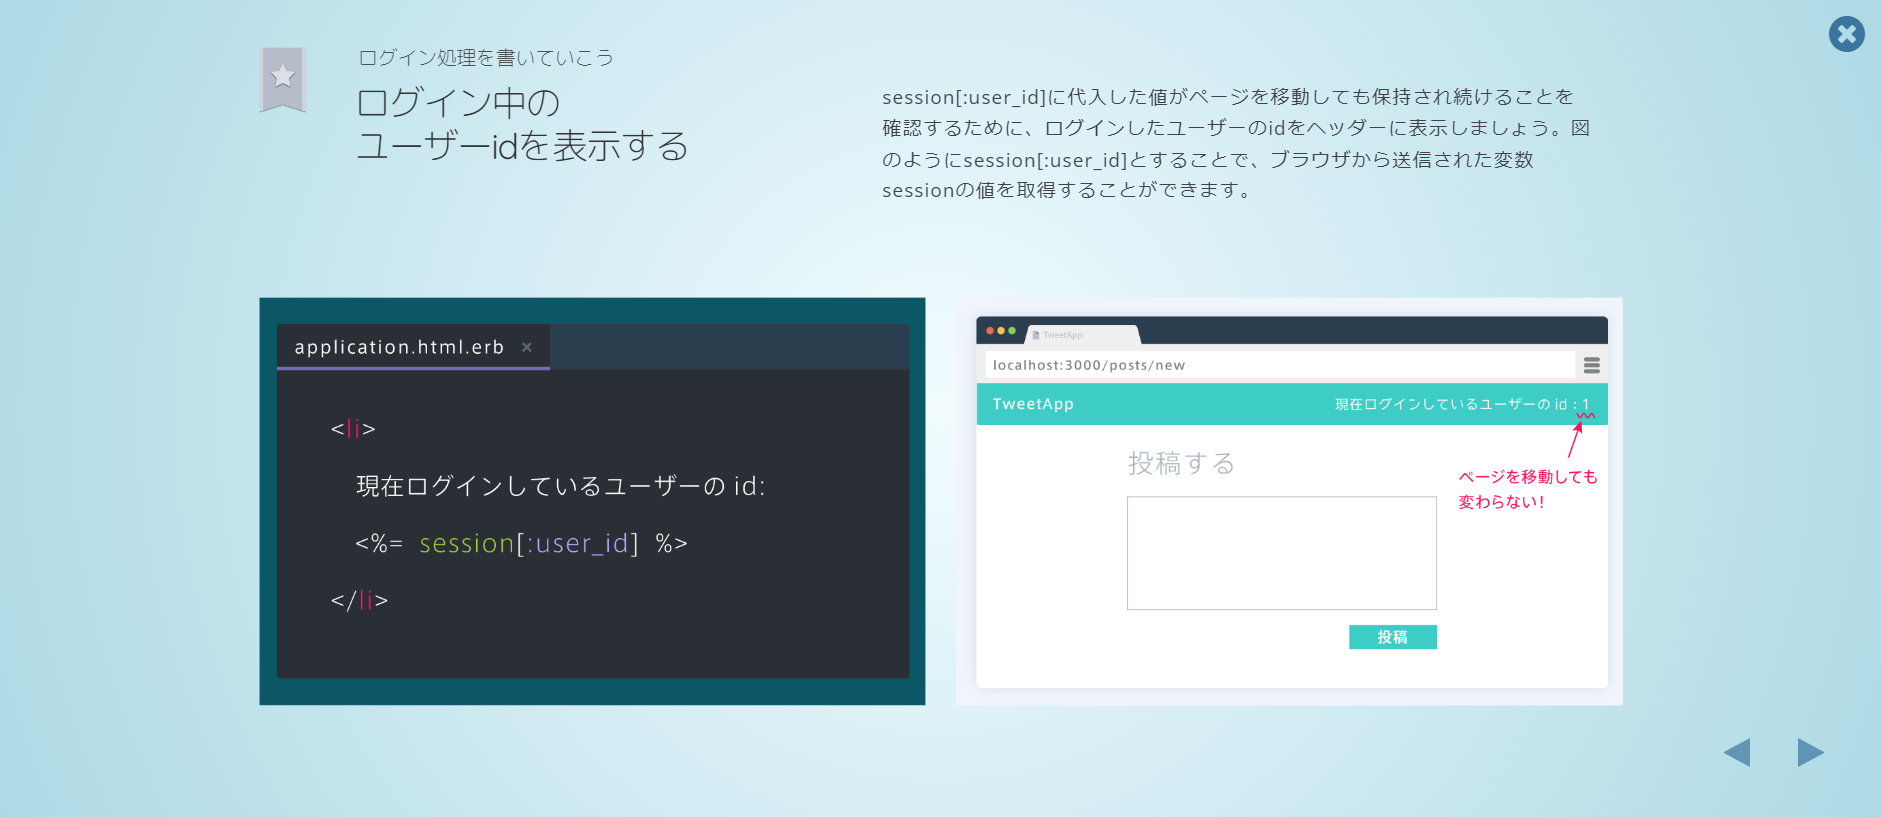 ログイン処理を書いていこう
ログイン中の
ユーザーidを表示する
session[:user_id]に代入した値がページを移動しても保持され続けることを
確認するために、ログインしたユーザーのidをヘッダーに表示しましょう。図
のようにsession[:user_id]とすることで、ブラウザから送信された変数
sessionの値を取得することができます。
application.html.erb ×
<li>
現在ログインしているユーザーの id:
<%= session[:user_id] %>
</li>
TweetApp
localhost:3000/posts/new
TweetApp
現在ログインしているユーザーの id : 1
投稿する
ページを移動しても
変わらない!
投稿